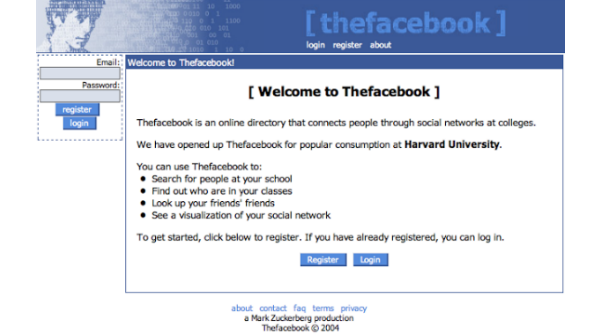 [ thefacebook ]
login register about
Email:
Password:
register
login
Welcome to Thefacebook!
[ Welcome to Thefacebook ]
Thefacebook is an online directory that connects people through social networks at colleges.
We have opened up Thefacebook for popular consumption at Harvard University.
You can use Thefacebook to:
• Search for people at your school
• Find out who are in your classes
• Look up your friends' friends
• See a visualization of your social network
To get started, click below to register. If you have already registered, you can log in.
Register Login
about contact faq terms privacy
a Mark Zuckerberg production
Thefacebook © 2004